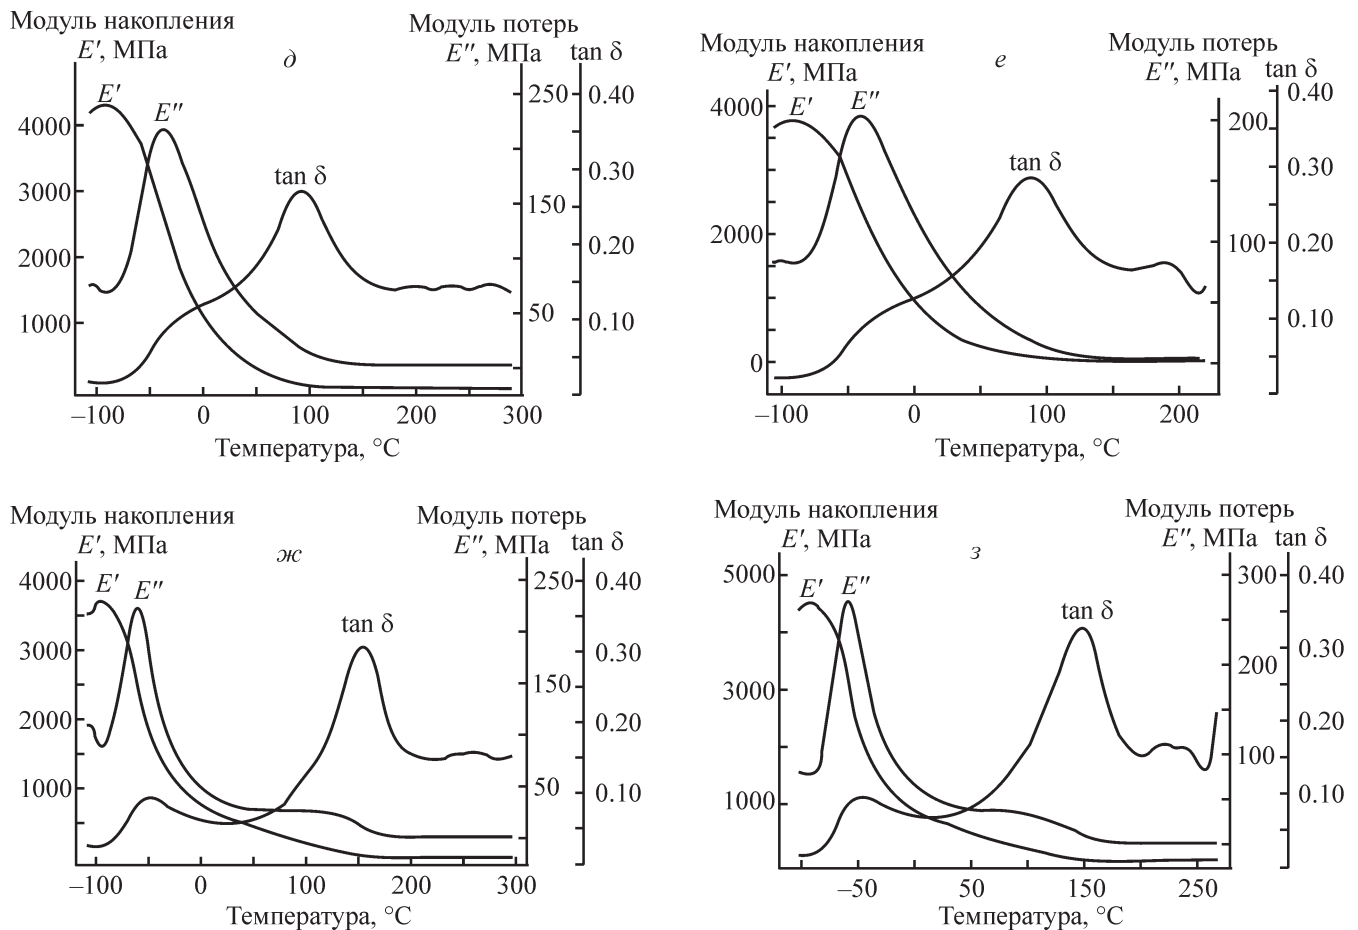 Модуль накопления
E′, МПа
Модуль потерь
E″, МПа tan δ
д
E′
E″
tan δ
4000
3000
2000
1000
250
150
50
0.40
0.30
0.20
0.10
–100 0 100 200 300
Температура, °C
Модуль накопления
E′, МПа
Модуль потерь
E″, МПа tan δ
е
E′
E″
tan δ
4000
2000
0
200
100
0.40
0.30
0.20
0.10
–100 0 100 200
Температура, °C
Модуль накопления
E′, МПа
Модуль потерь
E″, МПа tan δ
ж
E′
E″
tan δ
4000
3000
2000
1000
250
150
50
0.40
0.30
0.20
0.10
–100 0 100 200 300
Температура, °C
Модуль накопления
E′, МПа
Модуль потерь
E″, МПа tan δ
з
E′
E″
tan δ
5000
3000
1000
300
200
100
0.40
0.30
0.20
0.10
–50 50 150 250
Температура, °C